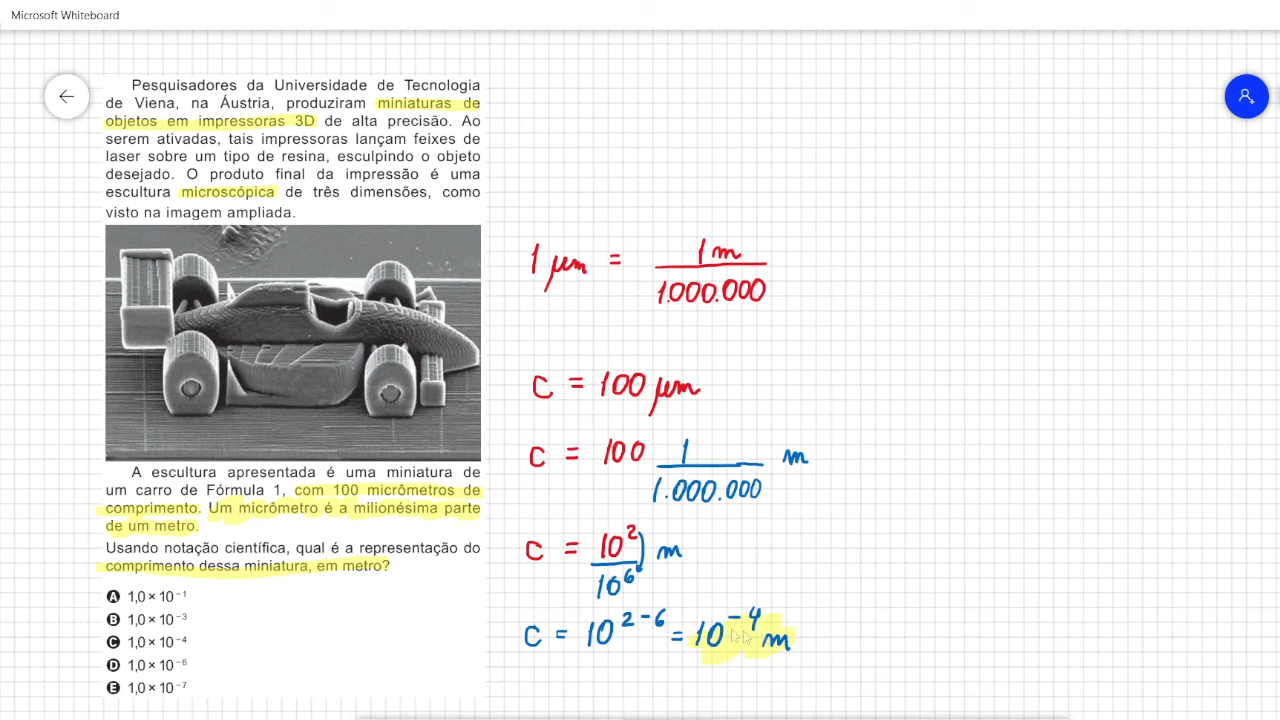 Microsoft Whiteboard
Pesquisadores da Universidade de Tecnologia
de Viena, na Áustria, produziram miniaturas de
objetos em impressoras 3D de alta precisão. Ao
serem ativadas, tais impressoras lançam feixes de
laser sobre um tipo de resina, esculpindo o objeto
desejado. O produto final da impressão é uma
escultura microscópica de três dimensões, como
visto na imagem ampliada.
A escultura apresentada é uma miniatura de
um carro de Fórmula 1, com 100 micrômetros de
comprimento. Um micrômetro é a milionésima parte
de um metro.
Usando notação científica, qual é a representação do
comprimento dessa miniatura, em metro?
A 1,0 × 10⁻¹
B 1,0 × 10⁻³
C 1,0 × 10⁻⁴
D 1,0 × 10⁻⁶
E 1,0 × 10⁻⁷
1 μm = 1 m
1.000.000
C = 100 μm
C = 100 1 m
1.000.000
C = 10² m
10⁶
C = 10²⁻⁶ = 10⁻⁴ m